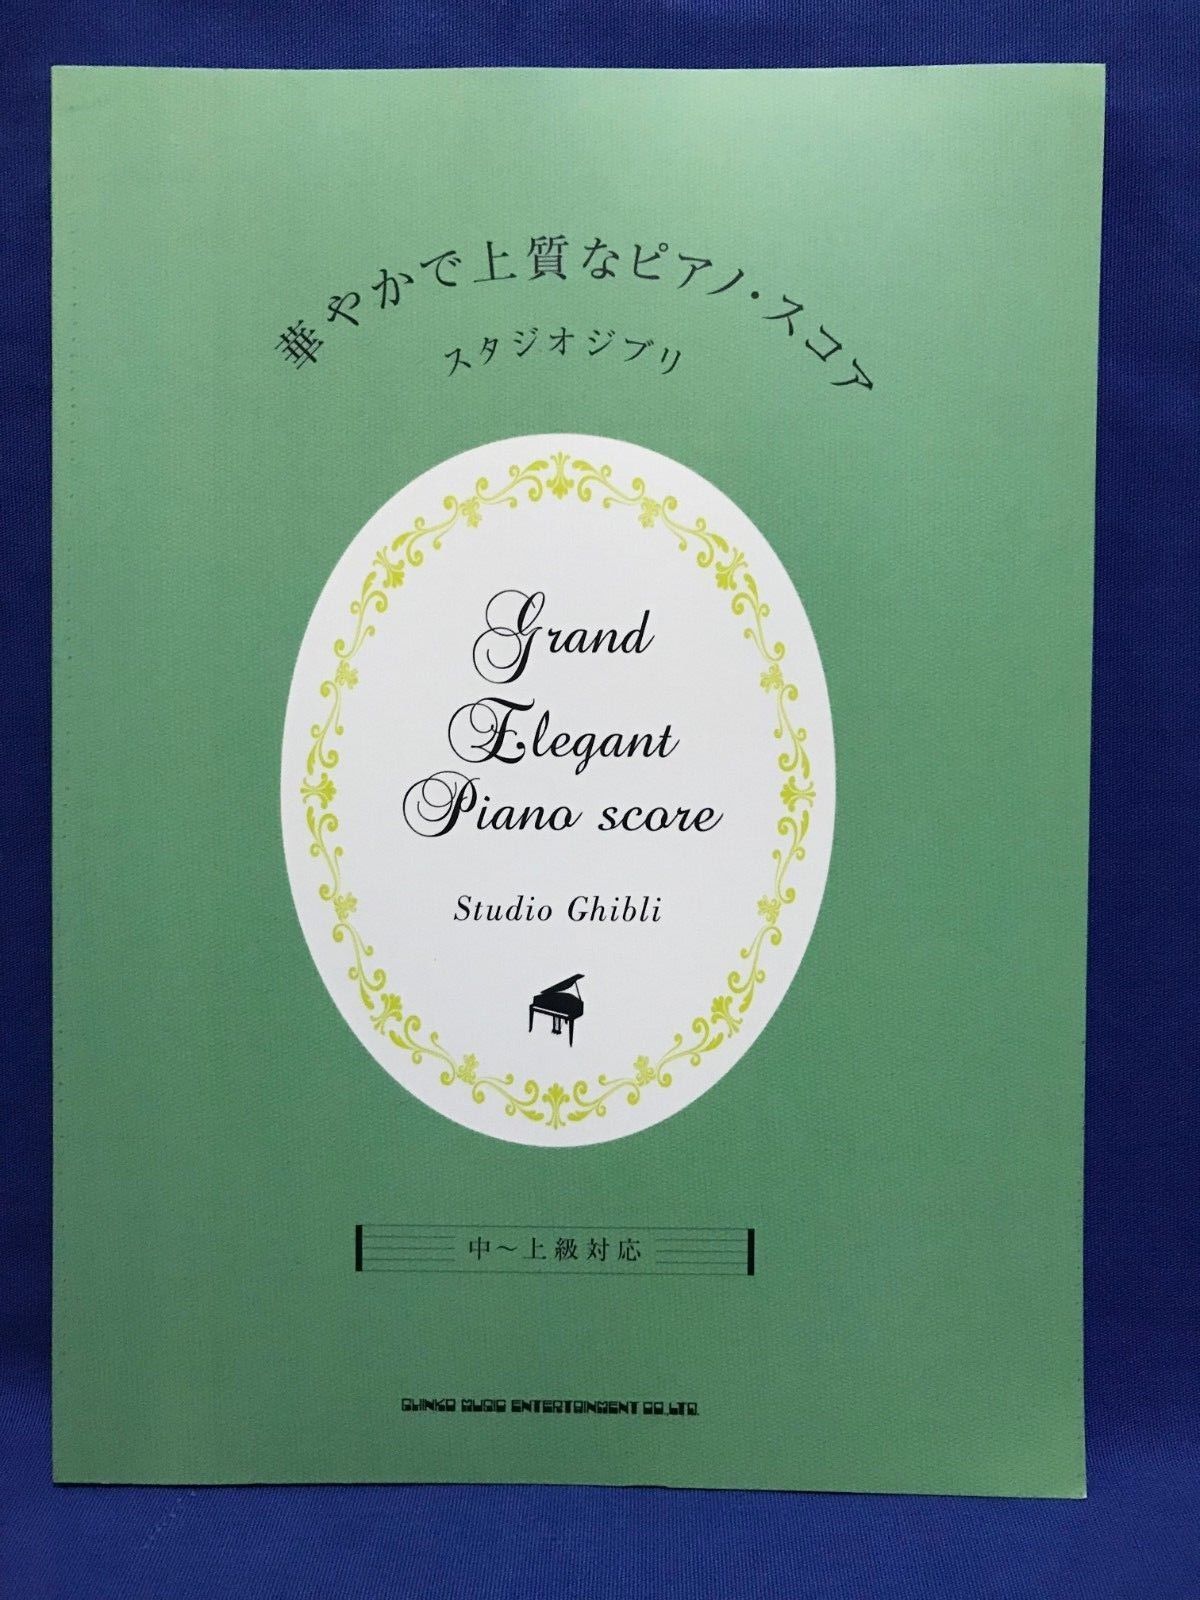 華やかで上質なピアノ・スコア
スタジオジブリ
Grand
Elegant
Piano score
Studio Ghibli
中～上級対応
SHINKO MUSIC ENTERTAINMENT CO.,LTD.